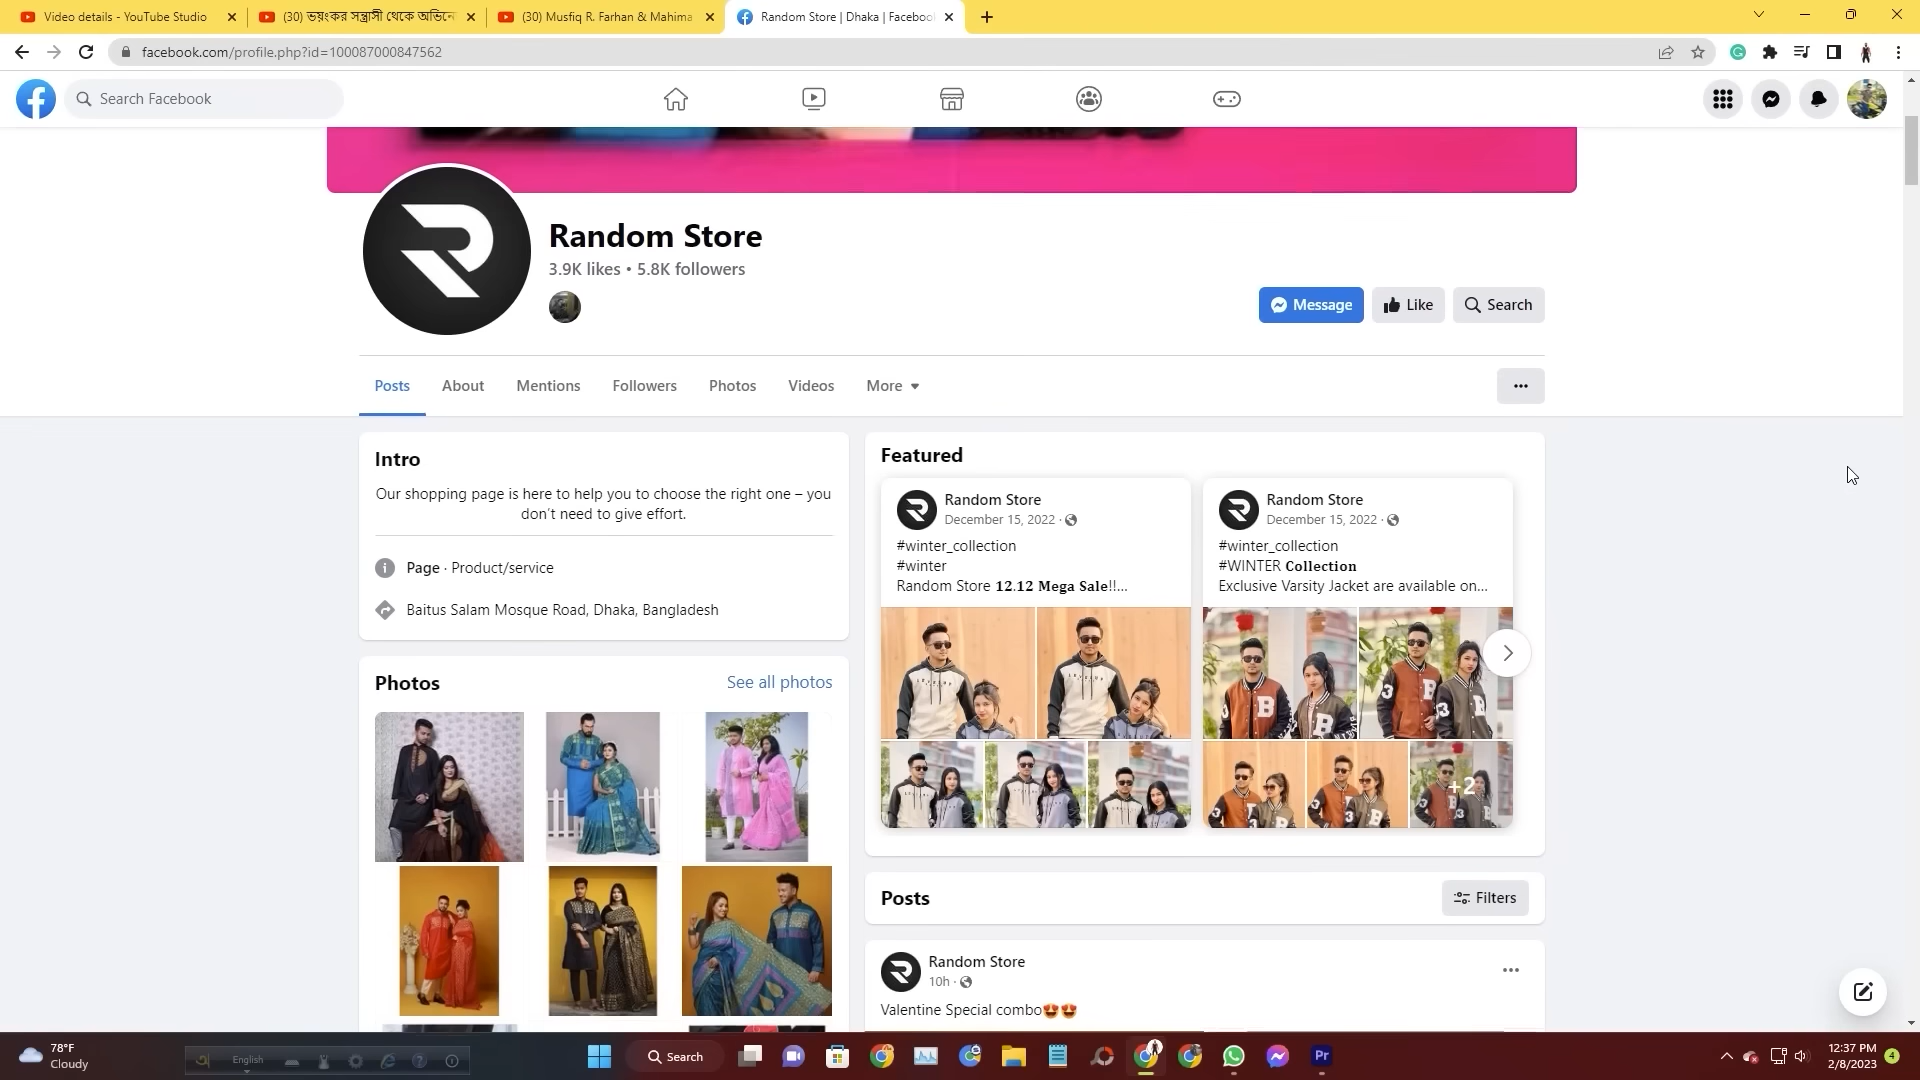 Video details - YouTube Studio
(30) ভয়ংকর সন্ত্রাসী থেকে অভিনে
(30) Musfiq R. Farhan & Mahima
Random Store | Dhaka | Facebook
facebook.com/profile.php?id=100087000847562
Search Facebook
Random Store
3.9K likes • 5.8K followers
Message
Like
Search
Posts
About
Mentions
Followers
Photos
Videos
More
Intro
Our shopping page is here to help you to choose the right one – you
don't need to give effort.
Page · Product/service
Baitus Salam Mosque Road, Dhaka, Bangladesh
Photos
See all photos
Featured
Random Store
December 15, 2022 ·
#winter_collection
#winter
Random Store 𝟏𝟐.𝟏𝟐 𝐌𝐞𝐠𝐚 𝐒𝐚𝐥𝐞!!...
Random Store
December 15, 2022 ·
#winter_collection
#WINTER 𝐂𝐨𝐥𝐥𝐞𝐜𝐭𝐢𝐨𝐧
Exclusive Varsity Jacket are available on...
+2
Posts
Filters
Random Store
10h ·
Valentine Special combo😍😍
78°F
Cloudy
English
Search
Pr
12:37 PM
2/8/2023
4